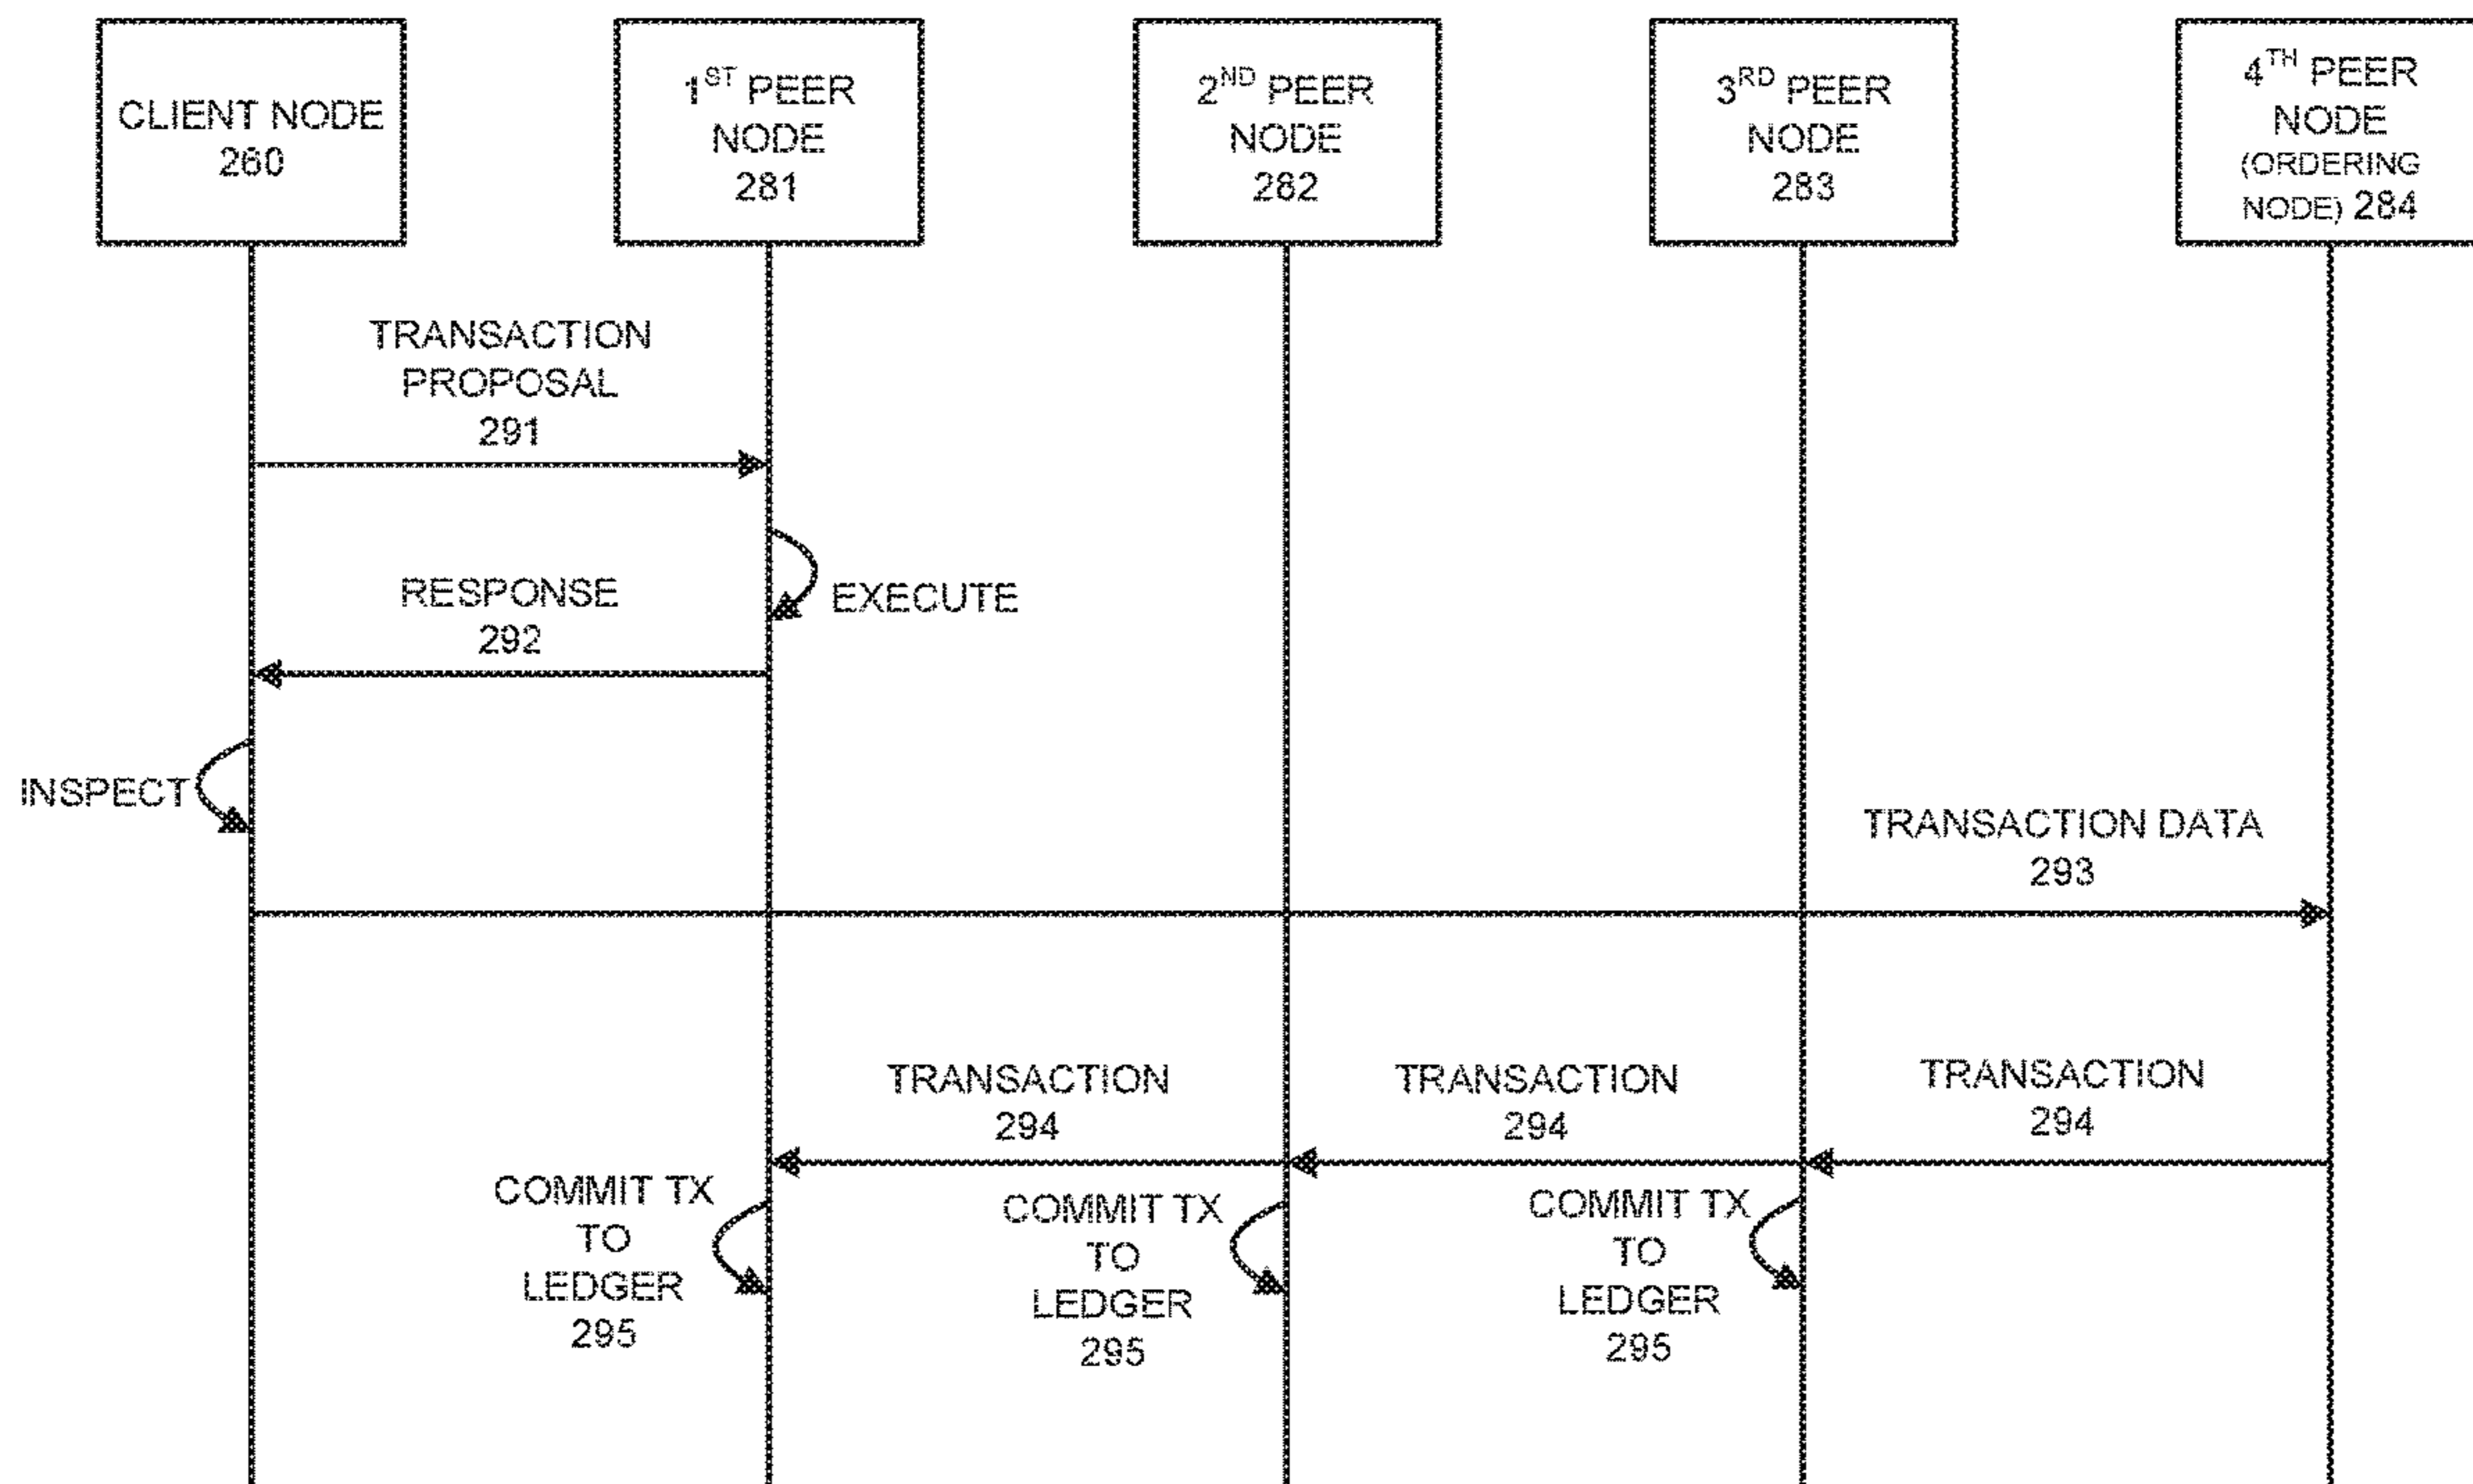 CLIENT NODE
260
1ST PEER
NODE
281
2ND PEER
NODE
282
3RD PEER
NODE
283
4TH PEER
NODE
(ORDERING
NODE) 284
TRANSACTION
PROPOSAL
291
EXECUTE
RESPONSE
292
INSPECT
TRANSACTION DATA
293
TRANSACTION
294
TRANSACTION
294
TRANSACTION
294
COMMIT TX
TO
LEDGER
295
COMMIT TX
TO
LEDGER
295
COMMIT TX
TO
LEDGER
295